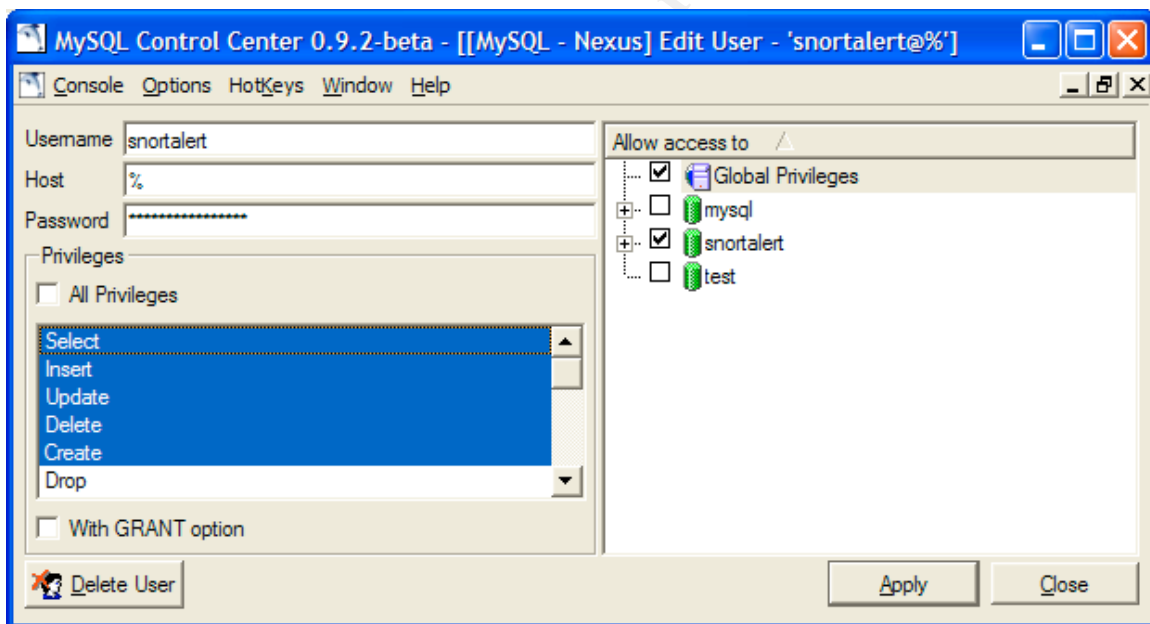 MySQL Control Center 0.9.2-beta - [[MySQL - Nexus] Edit User - 'snortalert@%']
Console Options HotKeys Window Help
Username snortalert
Host %
Password ****************
Privileges
All Privileges
Select
Insert
Update
Delete
Create
Drop
With GRANT option
Delete User
Allow access to
Global Privileges
mysql
snortalert
test
Apply Close